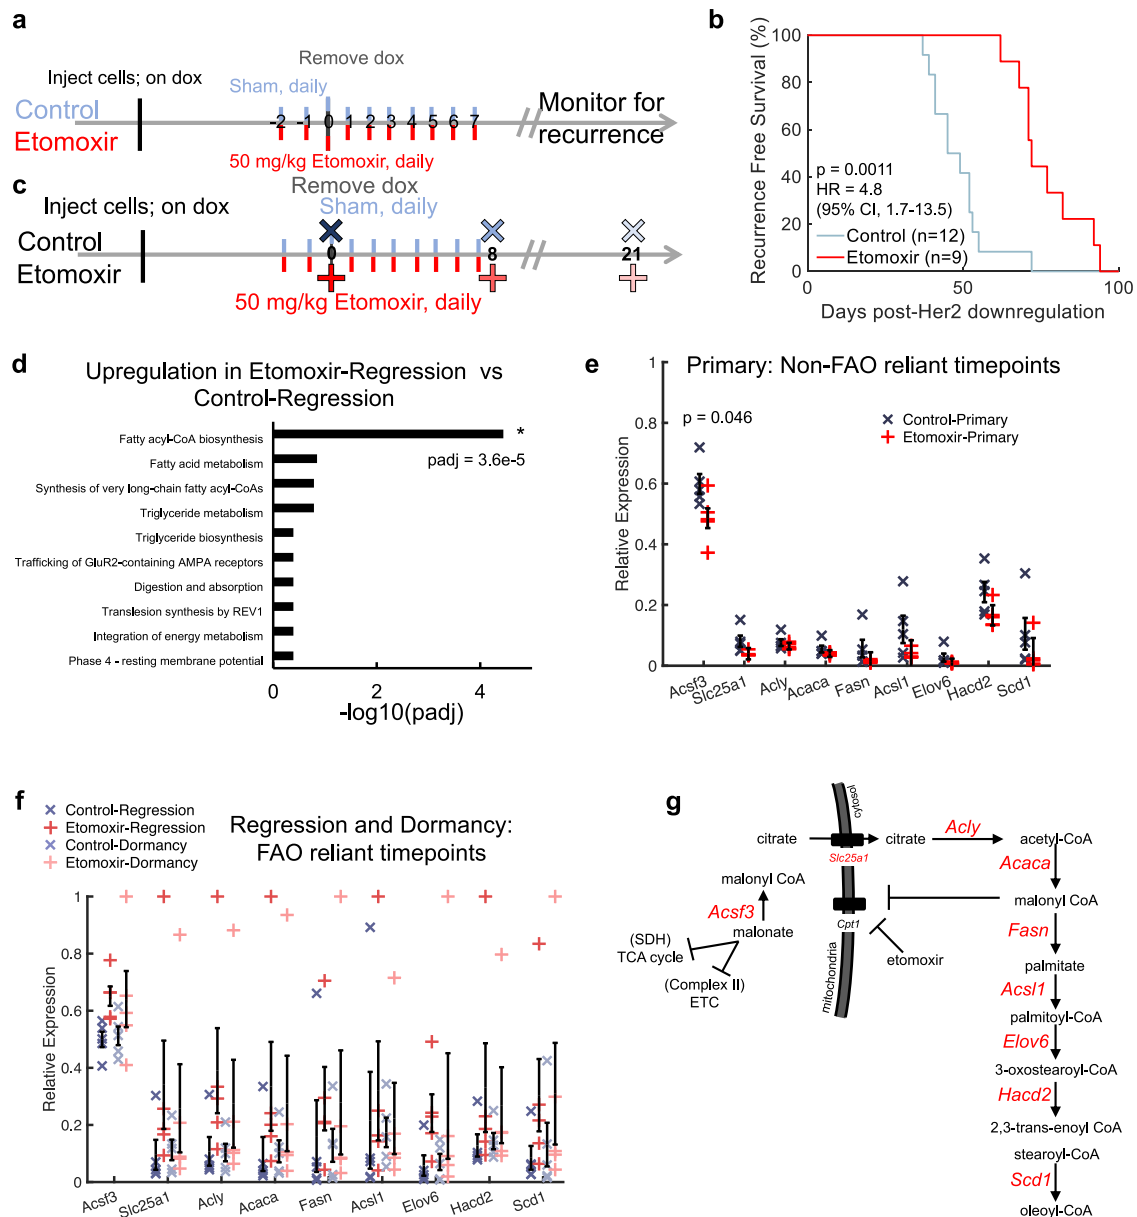 a
Remove dox
Inject cells; on dox
Sham, daily
Control
Etomoxir
-2 -1 0 1 2 3 4 5 6 7
Monitor for
recurrence
50 mg/kg Etomoxir, daily
b
Recurrence Free Survival (%)
100
80
60
40
20
0
p = 0.0011
HR = 4.8
(95% CI, 1.7-13.5)
Control (n=12)
Etomoxir (n=9)
0 50 100
Days post-Her2 downregulation
c
Remove dox
Inject cells; on dox
Sham, daily
Control
Etomoxir
0 8 21
50 mg/kg Etomoxir, daily
d
Upregulation in Etomoxir-Regression vs
Control-Regression
Fatty acyl-CoA biosynthesis
*
padj = 3.6e-5
Fatty acid metabolism
Synthesis of very long-chain fatty acyl-CoAs
Triglyceride metabolism
Triglyceride biosynthesis
Trafficking of GluR2-containing AMPA receptors
Digestion and absorption
Translesion synthesis by REV1
Integration of energy metabolism
Phase 4 - resting membrane potential
0 2 4
-log10(padj)
e
Primary: Non-FAO reliant timepoints
p = 0.046
Control-Primary
Etomoxir-Primary
Relative Expression
1
0.8
0.6
0.4
0.2
0
Acsf3 Slc25a1 Acly Acaca Fasn Acsl1 Elov6 Hacd2 Scd1
f
Control-Regression
Etomoxir-Regression
Control-Dormancy
Etomoxir-Dormancy
Regression and Dormancy:
FAO reliant timepoints
Relative Expression
1
0.8
0.6
0.4
0.2
0
Acsf3 Slc25a1 Acly Acaca Fasn Acsl1 Elov6 Hacd2 Scd1
g
cytosol
mitochondria
citrate
Slc25a1
citrate
Acly
acetyl-CoA
Acaca
malonyl CoA
malonyl CoA
Acsf3
malonate
(SDH)
TCA cycle
(Complex II)
ETC
Cpt1
etomoxir
Fasn
palmitate
Acsl1
palmitoyl-CoA
Elov6
3-oxostearoyl-CoA
Hacd2
2,3-trans-enoyl CoA
stearoyl-CoA
Scd1
oleoyl-CoA